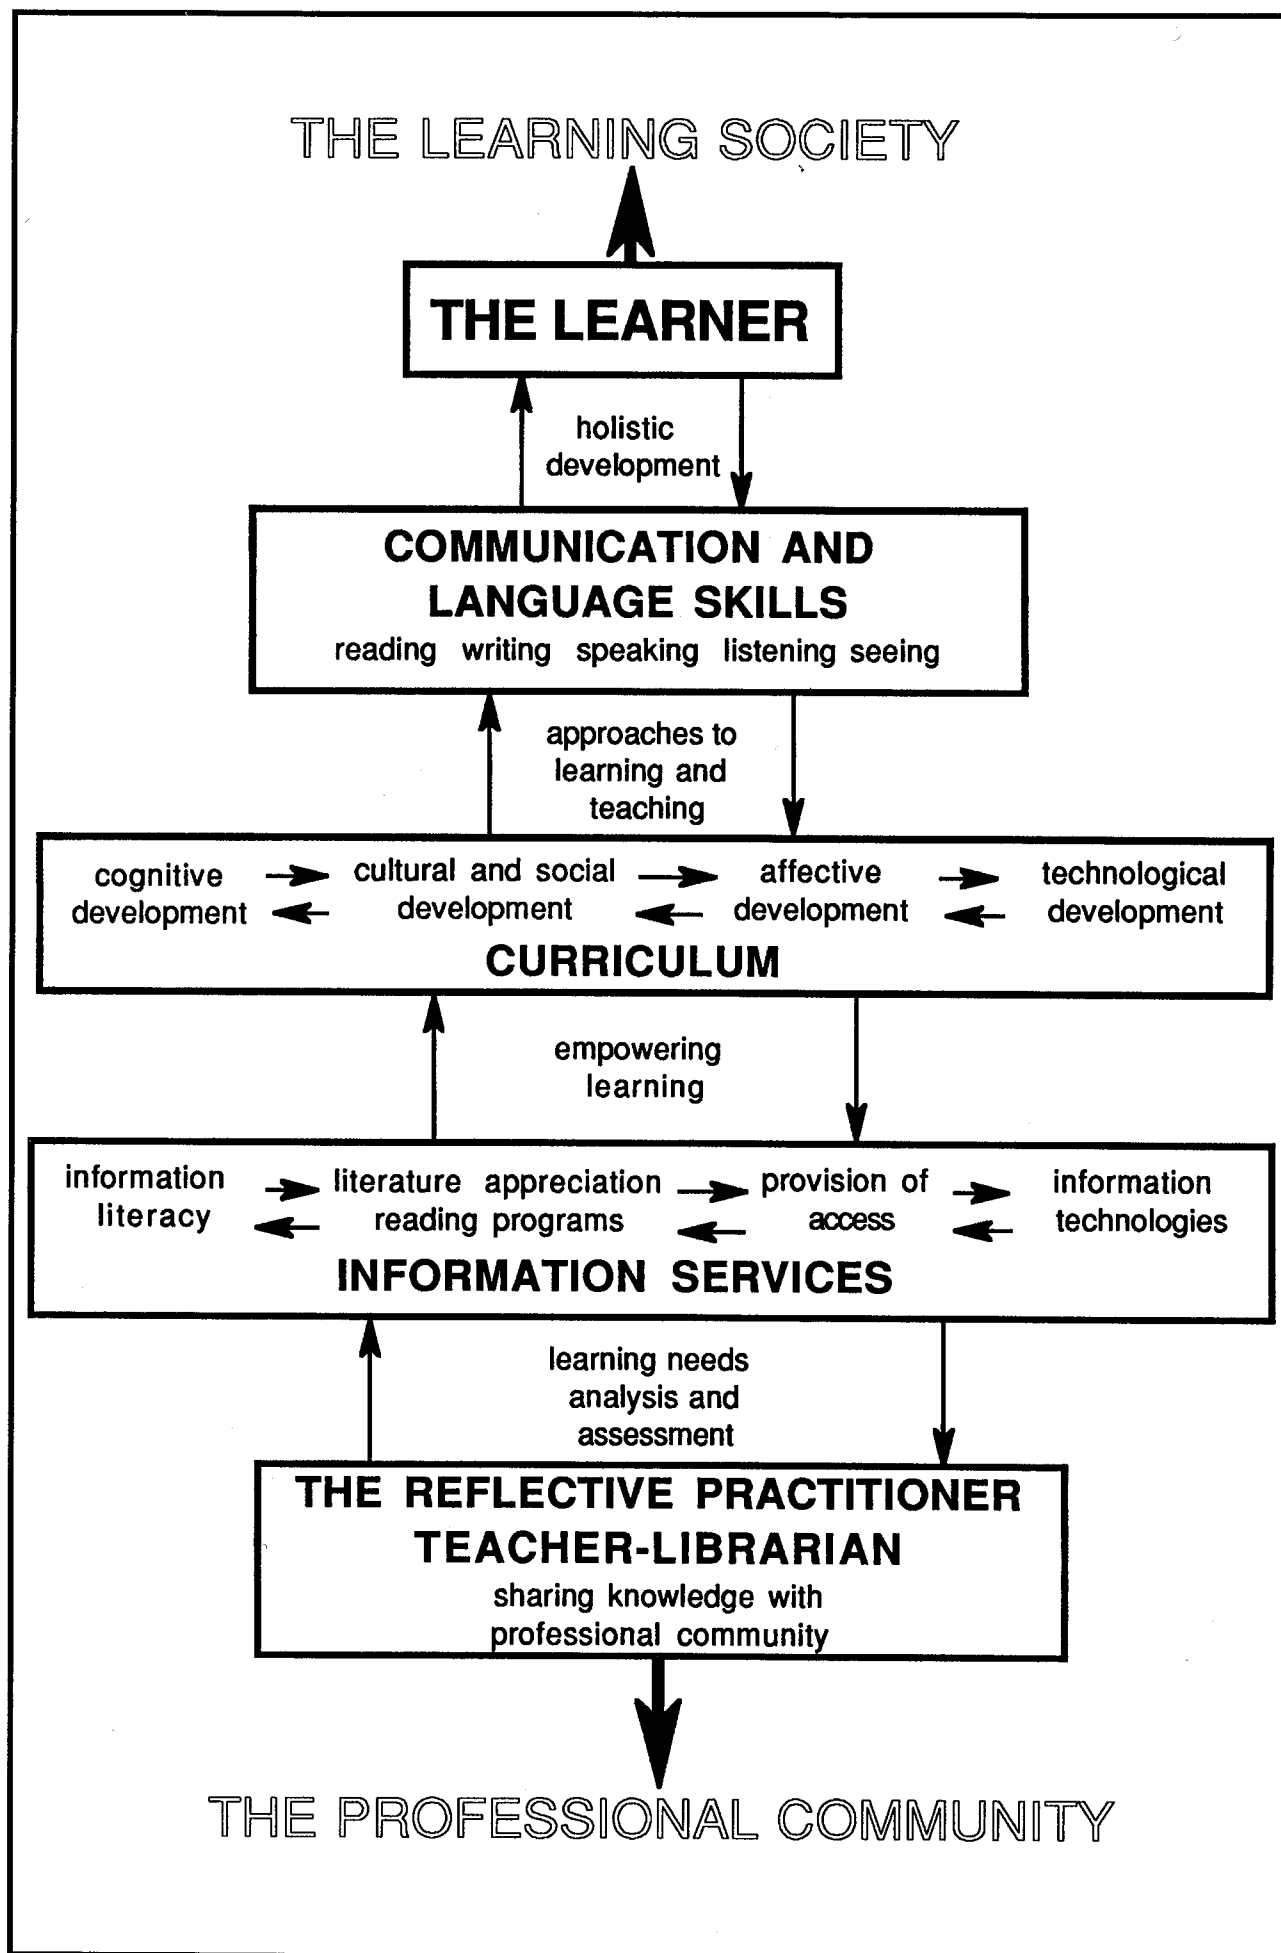 THE LEARNING SOCIETY
THE LEARNER
holistic
development
COMMUNICATION AND
LANGUAGE SKILLS
reading writing speaking listening seeing
approaches to
learning and
teaching
cognitive cultural and social affective technological
development development development development
CURRICULUM
empowering
learning
information literature appreciation provision of information
literacy reading programs access technologies
INFORMATION SERVICES
learning needs
analysis and
assessment
THE REFLECTIVE PRACTITIONER
TEACHER-LIBRARIAN
sharing knowledge with
professional community
THE PROFESSIONAL COMMUNITY